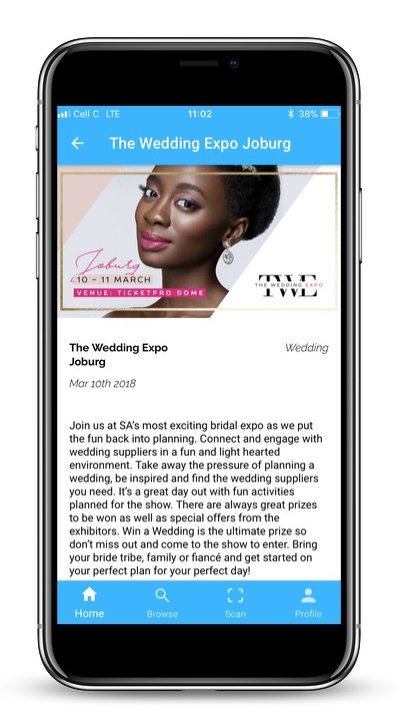 Cell C LTE 11:02 38%
The Wedding Expo Joburg
Joburg
10 - 11 MARCH
VENUE: TICKETPRO DOME
TWE
THE WEDDING EXPO
The Wedding Expo Wedding
Joburg
Mar 10th 2018
Join us at SA's most exciting bridal expo as we put
the fun back into planning. Connect and engage with
wedding suppliers in a fun and light hearted
environment. Take away the pressure of planning a
wedding, be inspired and find the wedding suppliers
you need. It's a great day out with fun activities
planned for the show. There are always great prizes
to be won as well as special offers from the
exhibitors. Win a Wedding is the ultimate prize so
don't miss out and come to the show to enter. Bring
your bride tribe, family or fiancé and get started on
your perfect plan for your perfect day!
Home Browse Scan Profile